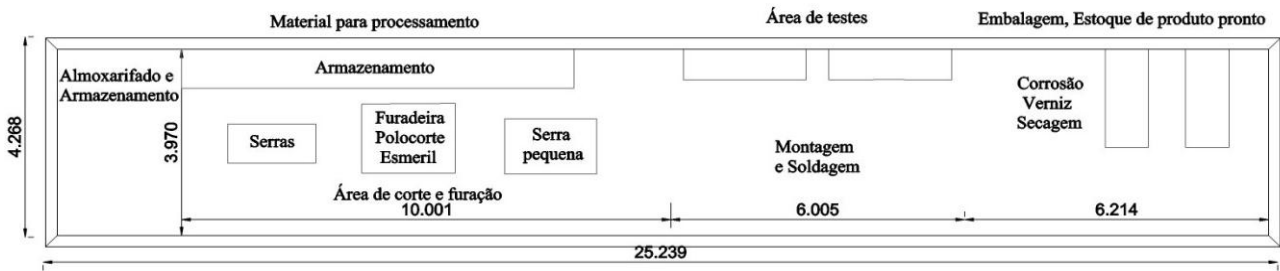 Material para processamento
Área de testes
Embalagem, Estoque de produto pronto
Almoxarifado e
Armazenamento
Armazenamento
Corrosão
Verniz
Secagem
4.268
3.970
Serras
Furadeira
Polocorte
Esmeril
Serra
pequena
Montagem
e Soldagem
Área de corte e furação
10.001
6.005
6.214
25.239